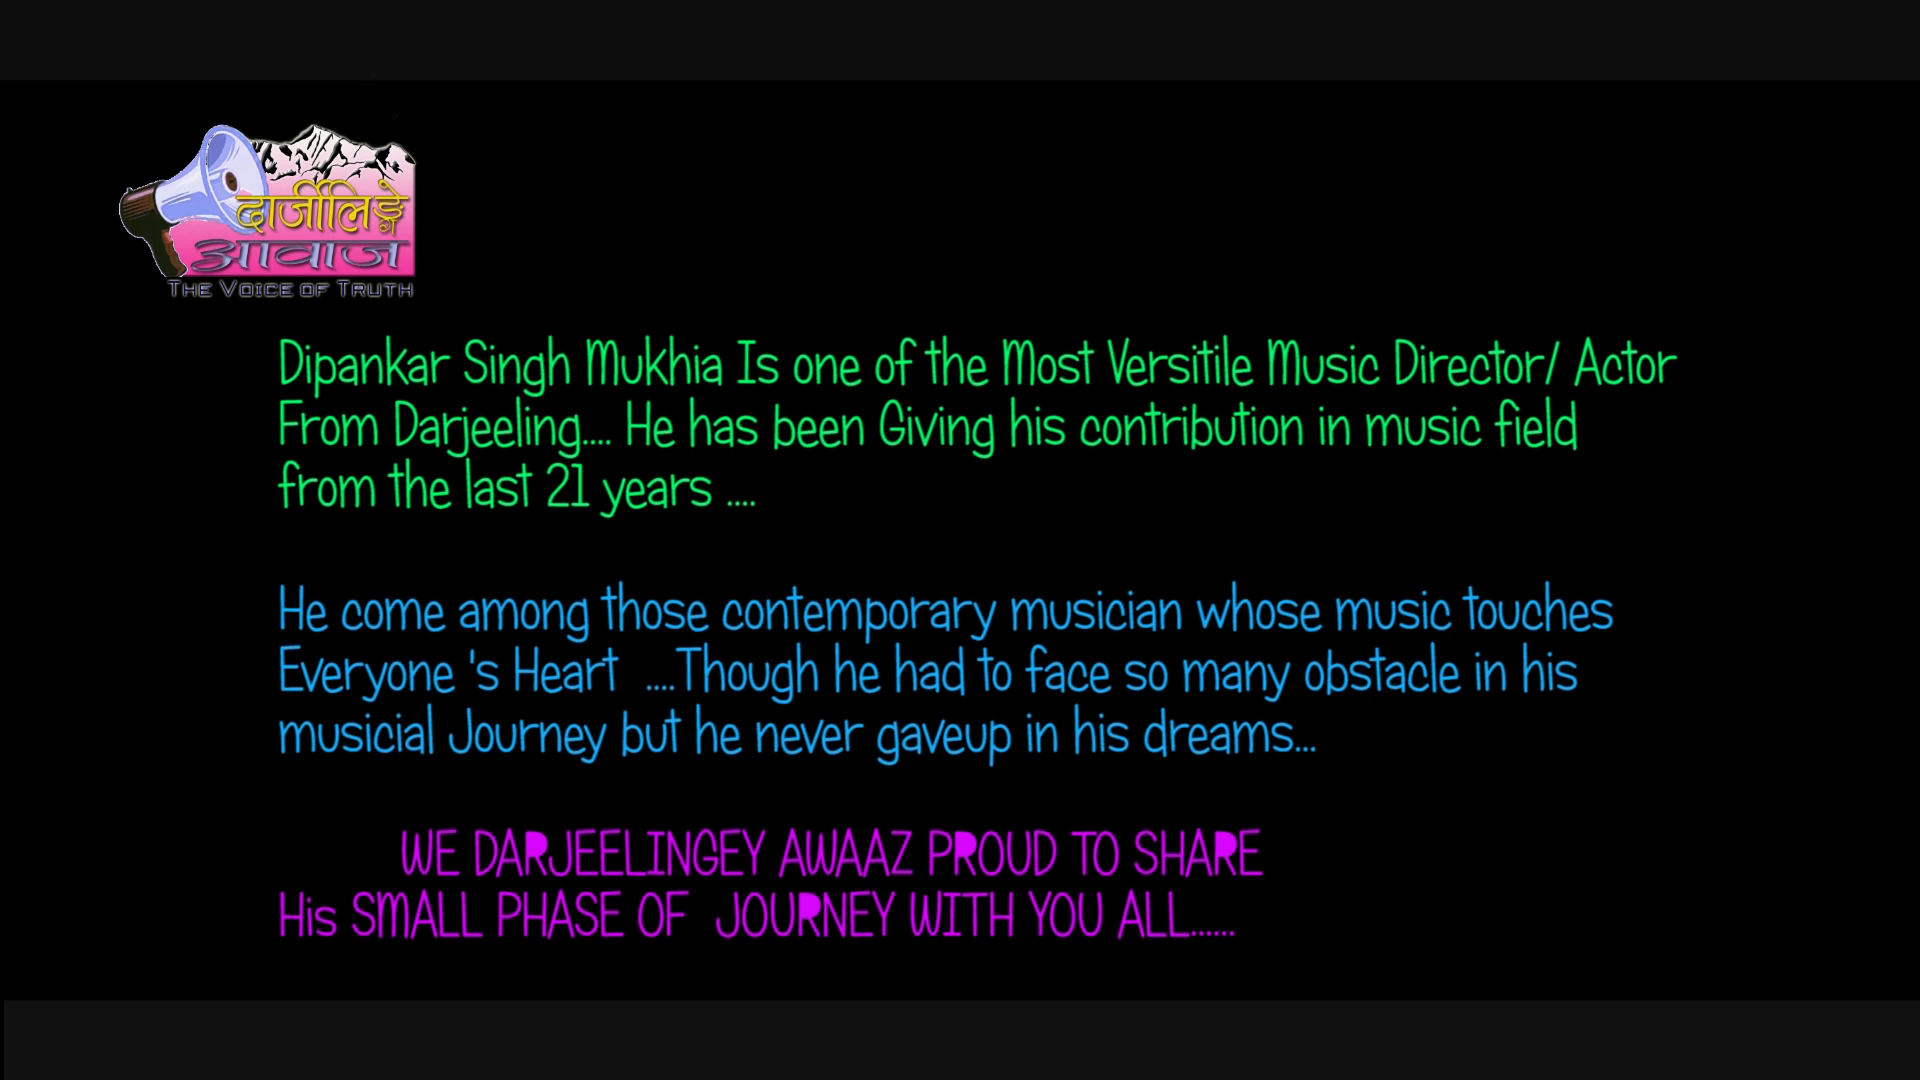 दार्जीलिङ्गे
आवाज
THE VOICE OF TRUTH
Dipankar Singh Mukhia Is one of the Most Versitile Music Director/ Actor
From Darjeeling.... He has been Giving his contribution in music field
from the last 21 years ....
He come among those contemporary musician whose music touches
Everyone 's Heart ....Though he had to face so many obstacle in his
musicial Journey but he never gaveup in his dreams...
WE DARJEELINGEY AWAAZ PROUD TO SHARE
His SMALL PHASE OF JOURNEY WITH YOU ALL......